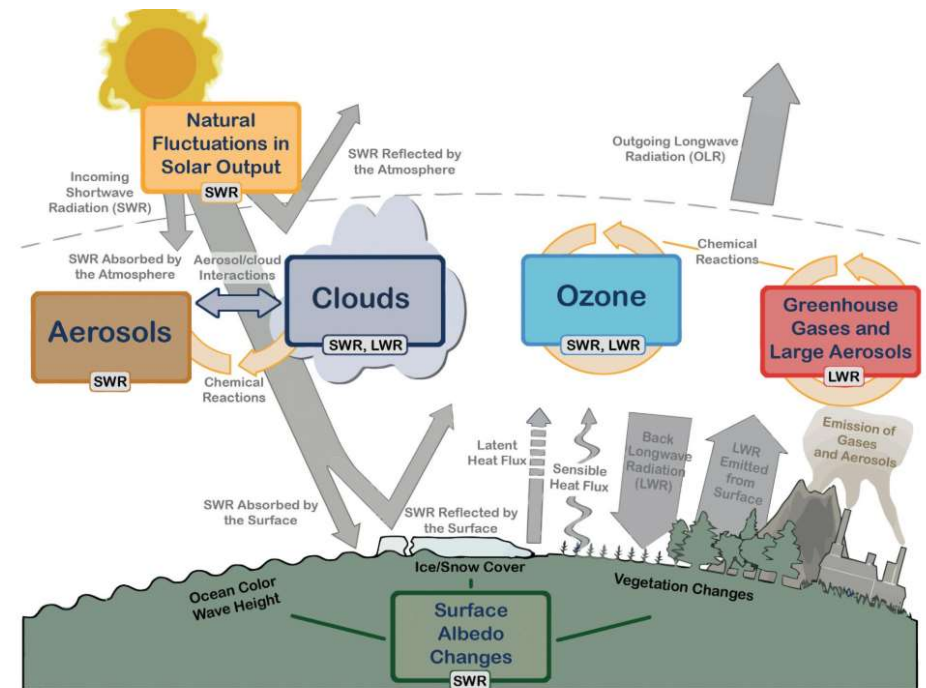 Natural
Fluctuations in
Solar Output
SWR
Incoming
Shortwave
Radiation (SWR)
SWR Reflected by
the Atmosphere
Outgoing Longwave
Radiation (OLR)
SWR Absorbed by
the Atmosphere
Aerosol/cloud
Interactions
Chemical
Reactions
Aerosols
SWR
Clouds
SWR, LWR
Ozone
SWR, LWR
Greenhouse
Gases and
Large Aerosols
LWR
Chemical
Reactions
Emission of
Gases
and Aerosols
Latent
Heat Flux
Sensible
Heat Flux
Back
Longwave
Radiation
(LWR)
LWR
Emitted
from
Surface
SWR Absorbed by
the Surface
SWR Reflected by
the Surface
Ice/Snow Cover
Ocean Color
Wave Height
Vegetation Changes
Surface
Albedo
Changes
SWR